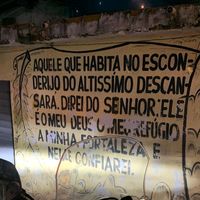 AQUELE QUE HABITA NO ESCON-
DERIJO DO ALTISSÍMO DESCAN-
SARÁ. DIREI DO SENHOR, ELE
É O MEU DEUS O MEU REFÚGIO
A MINHA FORTALEZA E
NELE CONFIAREI.